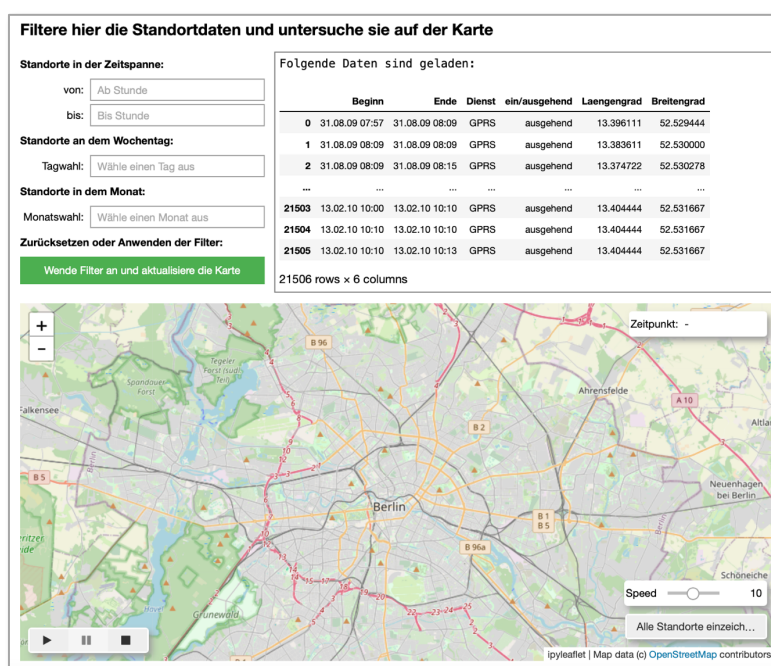 Filtere hier die Standortdaten und untersuche sie auf der Karte
Standorte in der Zeitspanne:
von: Ab Stunde
bis: Bis Stunde
Standorte an dem Wochentag:
Tagwahl: Wähle einen Tag aus
Standorte in dem Monat:
Monatswahl: Wähle einen Monat aus
Zurücksetzen oder Anwenden der Filter:
Wende Filter an und aktualisiere die Karte
Folgende Daten sind geladen:
Beginn Ende Dienst ein/ausgehend Laengengrad Breitengrad
0 31.08.09 07:57 31.08.09 08:09 GPRS ausgehend 13.396111 52.529444
1 31.08.09 08:09 31.08.09 08:09 GPRS ausgehend 13.383611 52.530000
2 31.08.09 08:09 31.08.09 08:15 GPRS ausgehend 13.374722 52.530278
... ... ... ... ... ... ...
21503 13.02.10 10:00 13.02.10 10:10 GPRS ausgehend 13.404444 52.531667
21504 13.02.10 10:10 13.02.10 10:10 GPRS ausgehend 13.404444 52.531667
21505 13.02.10 10:10 13.02.10 10:13 GPRS ausgehend 13.404444 52.531667
21506 rows × 6 columns
+
−
Zeitpunkt: -
B 96
Tegeler
Forst (sud)
Teil)
Spandauer
Forst
Ahrensfelde
A 10
alkensee
B 2
Altla
B 5
Berlin
Neuenhagen
bei Berlin
Berlin
B 1
B 5
Berlin
B 96a
Schöneiche
Havel
Grunewald
Speed 10
Alle Standorte einzeich...
ipyleaflet | Map data (c) OpenStreetMap contributors